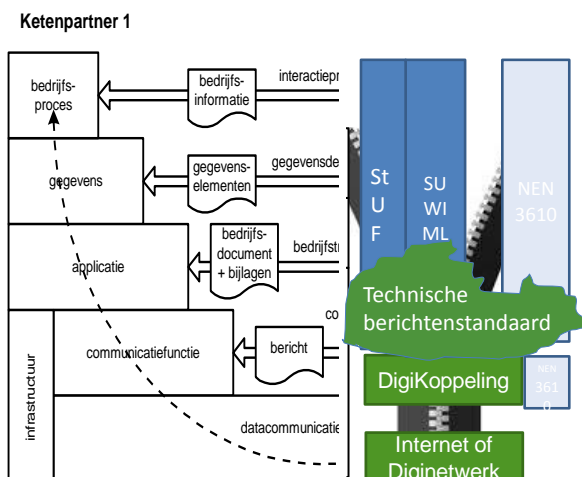 Ketenpartner 1
bedrijfs-
proces
bedrijfs-
informatie
interactiepr
gegevens
gegevens-
elementen
gegevensde
applicatie
bedrijfs-
document
+ bijlagen
bedrijfstr
infrastructuur
communicatiefunctie
bericht
co
datacommunicatie
St
U
F
SU
WI
ML
NEN
3610
Technische
berichtenstandaard
DigiKoppeling
NEN
361
0
Internet of
Diginetwerk